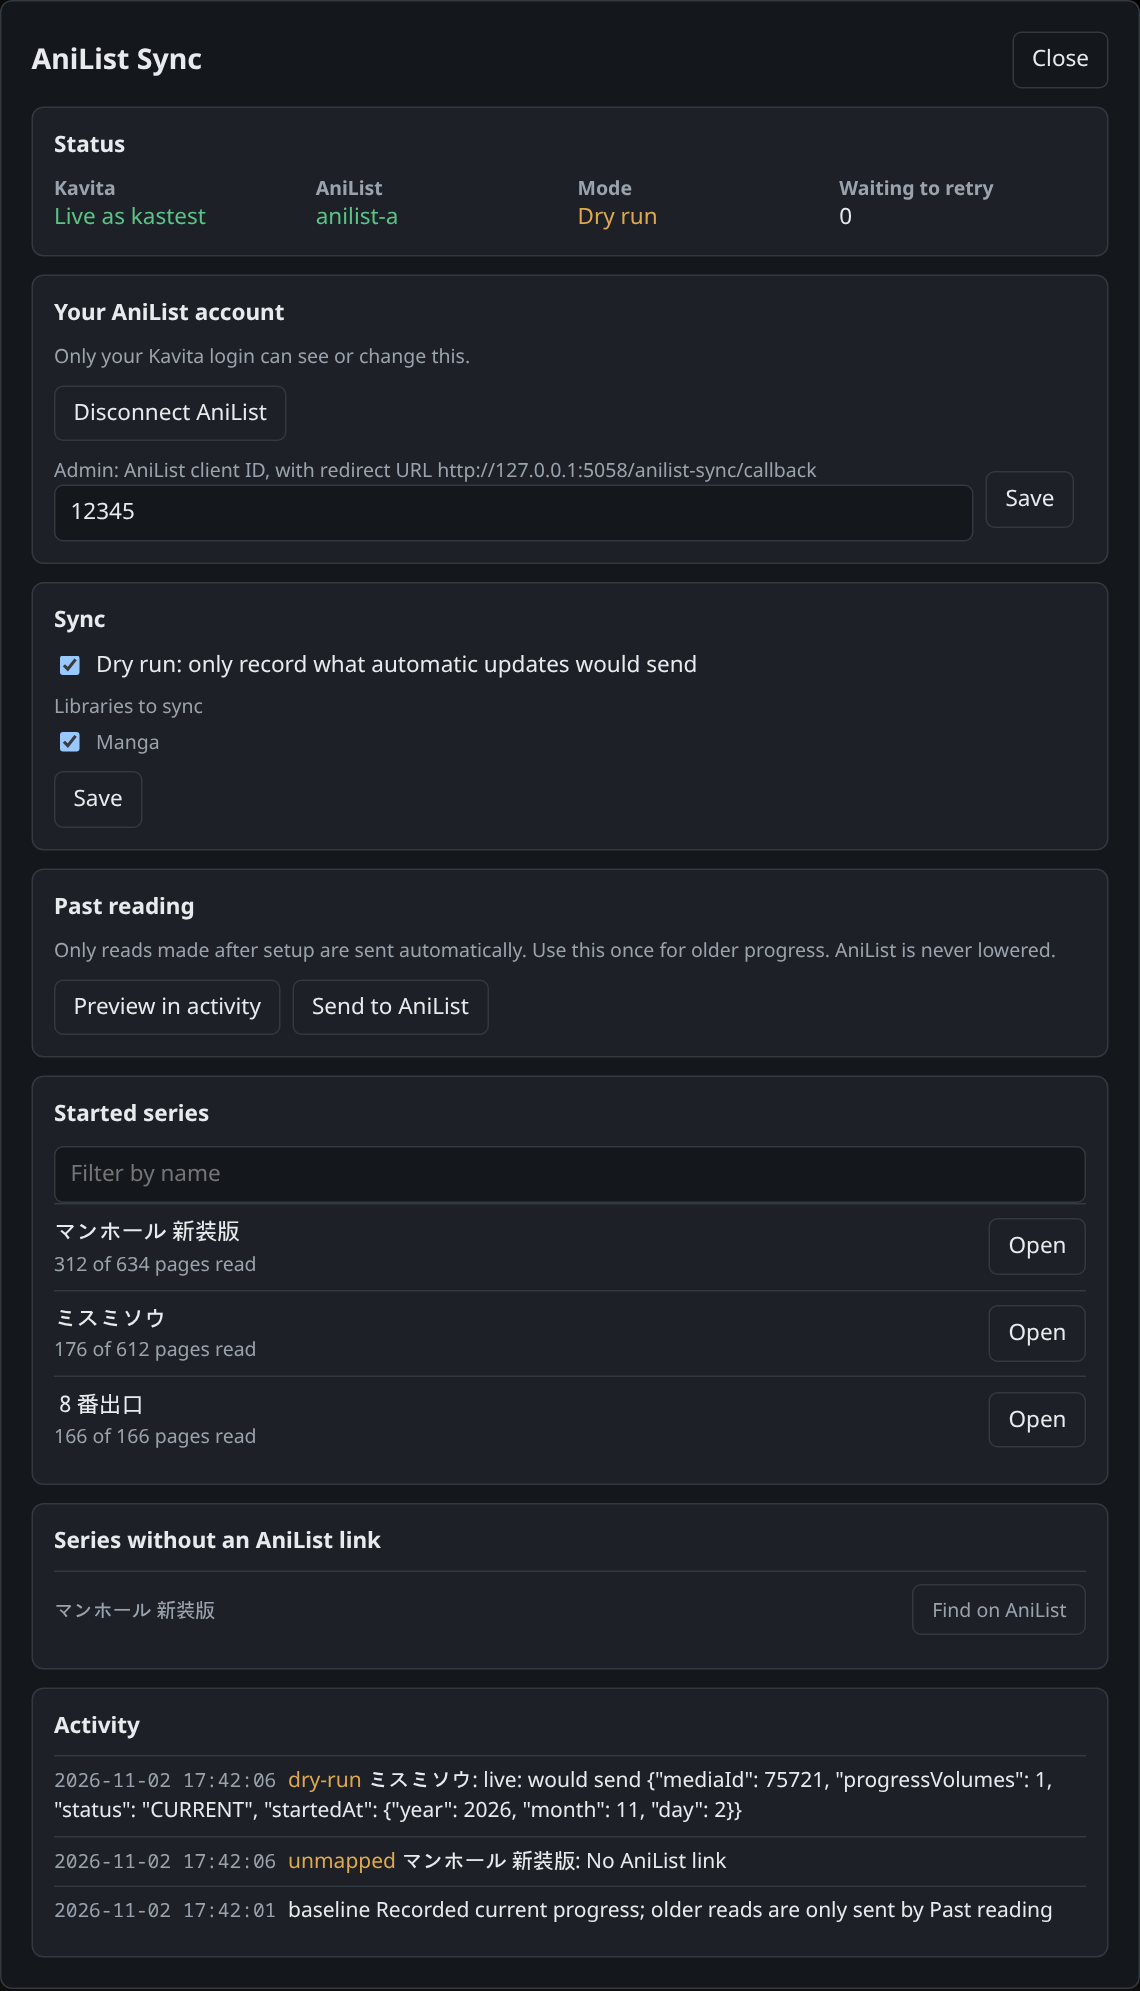 AniList Sync
Close
Status
Kavita
Live as kastest
AniList
anilist-a
Mode
Dry run
Waiting to retry
0
Your AniList account
Only your Kavita login can see or change this.
Disconnect AniList
Admin: AniList client ID, with redirect URL http://127.0.0.1:5058/anilist-sync/callback
12345
Save
Sync
Dry run: only record what automatic updates would send
Libraries to sync
Manga
Save
Past reading
Only reads made after setup are sent automatically. Use this once for older progress. AniList is never lowered.
Preview in activity
Send to AniList
Started series
Filter by name
マンホール 新装版
312 of 634 pages read
Open
ミスミソウ
176 of 612 pages read
Open
８番出口
166 of 166 pages read
Open
Series without an AniList link
マンホール 新装版
Find on AniList
Activity
2026-11-02 17:42:06 dry-run ミスミソウ: live: would send {"mediaId": 75721, "progressVolumes": 1,
"status": "CURRENT", "startedAt": {"year": 2026, "month": 11, "day": 2}}
2026-11-02 17:42:06 unmapped マンホール 新装版: No AniList link
2026-11-02 17:42:01 baseline Recorded current progress; older reads are only sent by Past reading